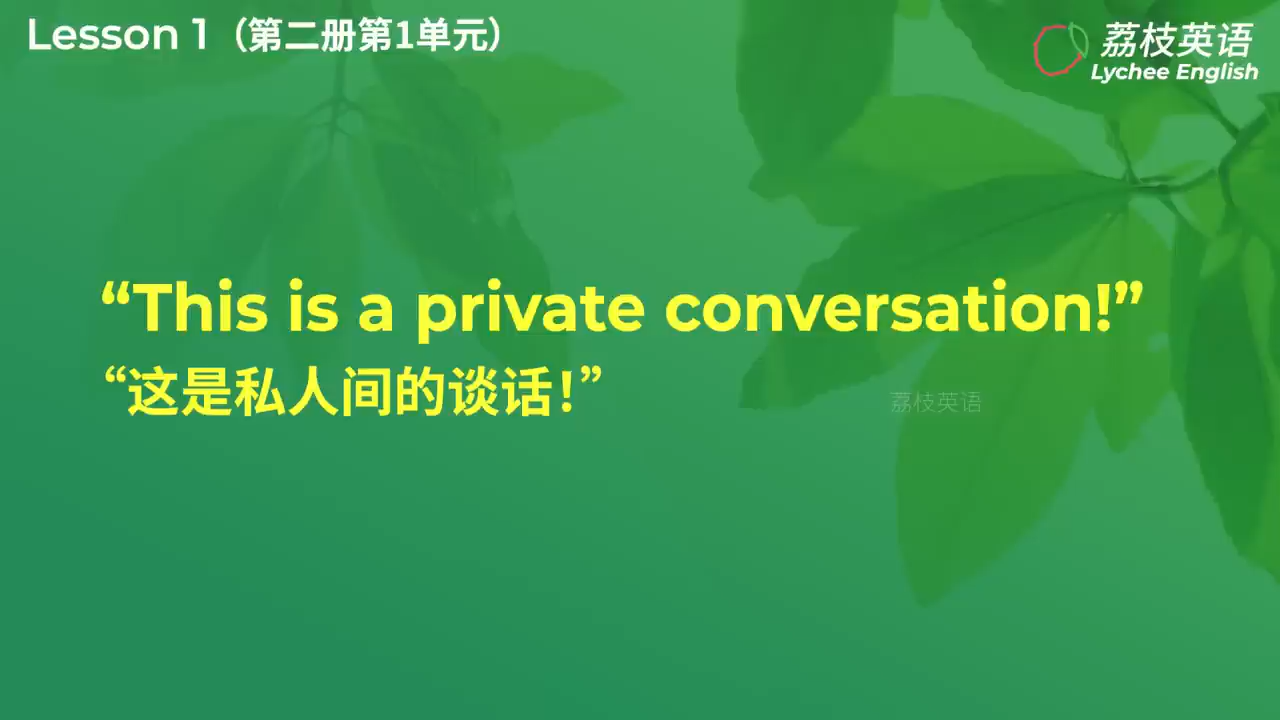 Lesson 1（第二册第1单元）
荔枝英语
Lychee English
“This is a private conversation!”
“这是私人间的谈话！”
荔枝英语